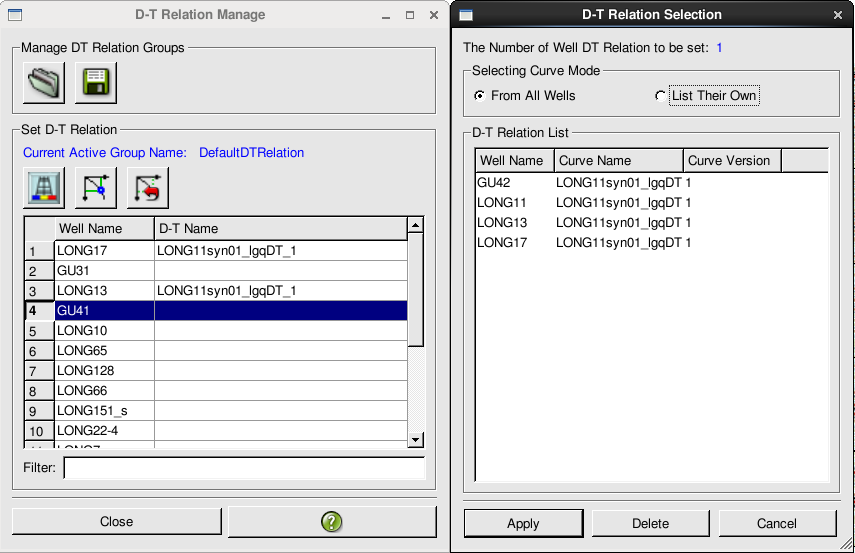 D-T Relation Manage
Manage DT Relation Groups
Set D-T Relation
Current Active Group Name: DefaultDTRelation
Well Name D-T Name
1 LONG17 LONG11syn01_lgqDT_1
2 GU31
3 LONG13 LONG11syn01_lgqDT_1
4 GU41
5 LONG10
6 LONG65
7 LONG128
8 LONG66
9 LONG151_s
10 LONG22-4
Filter:
Close
D-T Relation Selection
The Number of Well DT Relation to be set: 1
Selecting Curve Mode
From All Wells List Their Own
D-T Relation List
Well Name Curve Name Curve Version
GU42 LONG11syn01_lgqDT 1
LONG11 LONG11syn01_lgqDT 1
LONG13 LONG11syn01_lgqDT 1
LONG17 LONG11syn01_lgqDT 1
Apply Delete Cancel